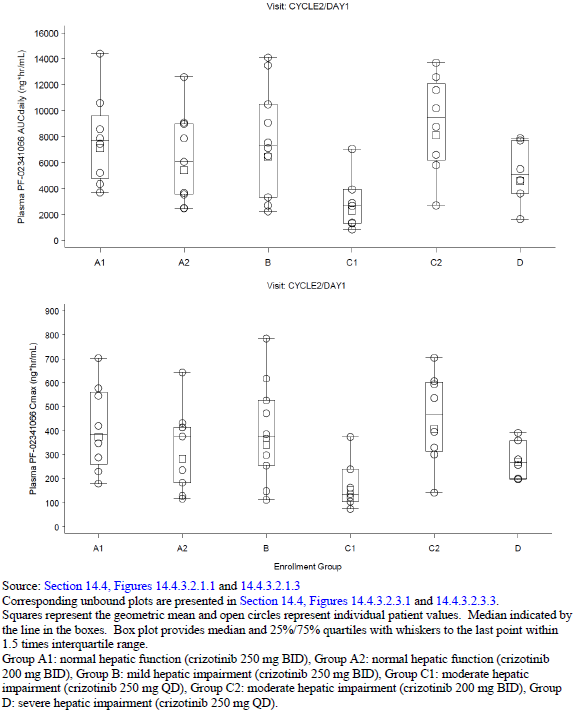 Visit: CYCLE2/DAY1
Plasma PF-02341066 AUCdaily (ng*hr/mL)
16000
14000
12000
10000
8000
6000
4000
2000
0
A1 A2 B C1 C2 D
Visit: CYCLE2/DAY1
Plasma PF-02341066 Cmax (ng*hr/mL)
900
800
700
600
500
400
300
200
100
0
A1 A2 B C1 C2 D
Enrollment Group
Source: Section 14.4, Figures 14.4.3.2.1.1 and 14.4.3.2.1.3
Corresponding unbound plots are presented in Section 14.4, Figures 14.4.3.2.3.1 and 14.4.3.2.3.3.
Squares represent the geometric mean and open circles represent individual patient values. Median indicated by
the line in the boxes. Box plot provides median and 25%/75% quartiles with whiskers to the last point within
1.5 times interquartile range.
Group A1: normal hepatic function (crizotinib 250 mg BID), Group A2: normal hepatic function (crizotinib
200 mg BID), Group B: mild hepatic impairment (crizotinib 250 mg BID), Group C1: moderate hepatic
impairment (crizotinib 250 mg QD), Group C2: moderate hepatic impairment (crizotinib 200 mg BID), Group
D: severe hepatic impairment (crizotinib 250 mg QD).